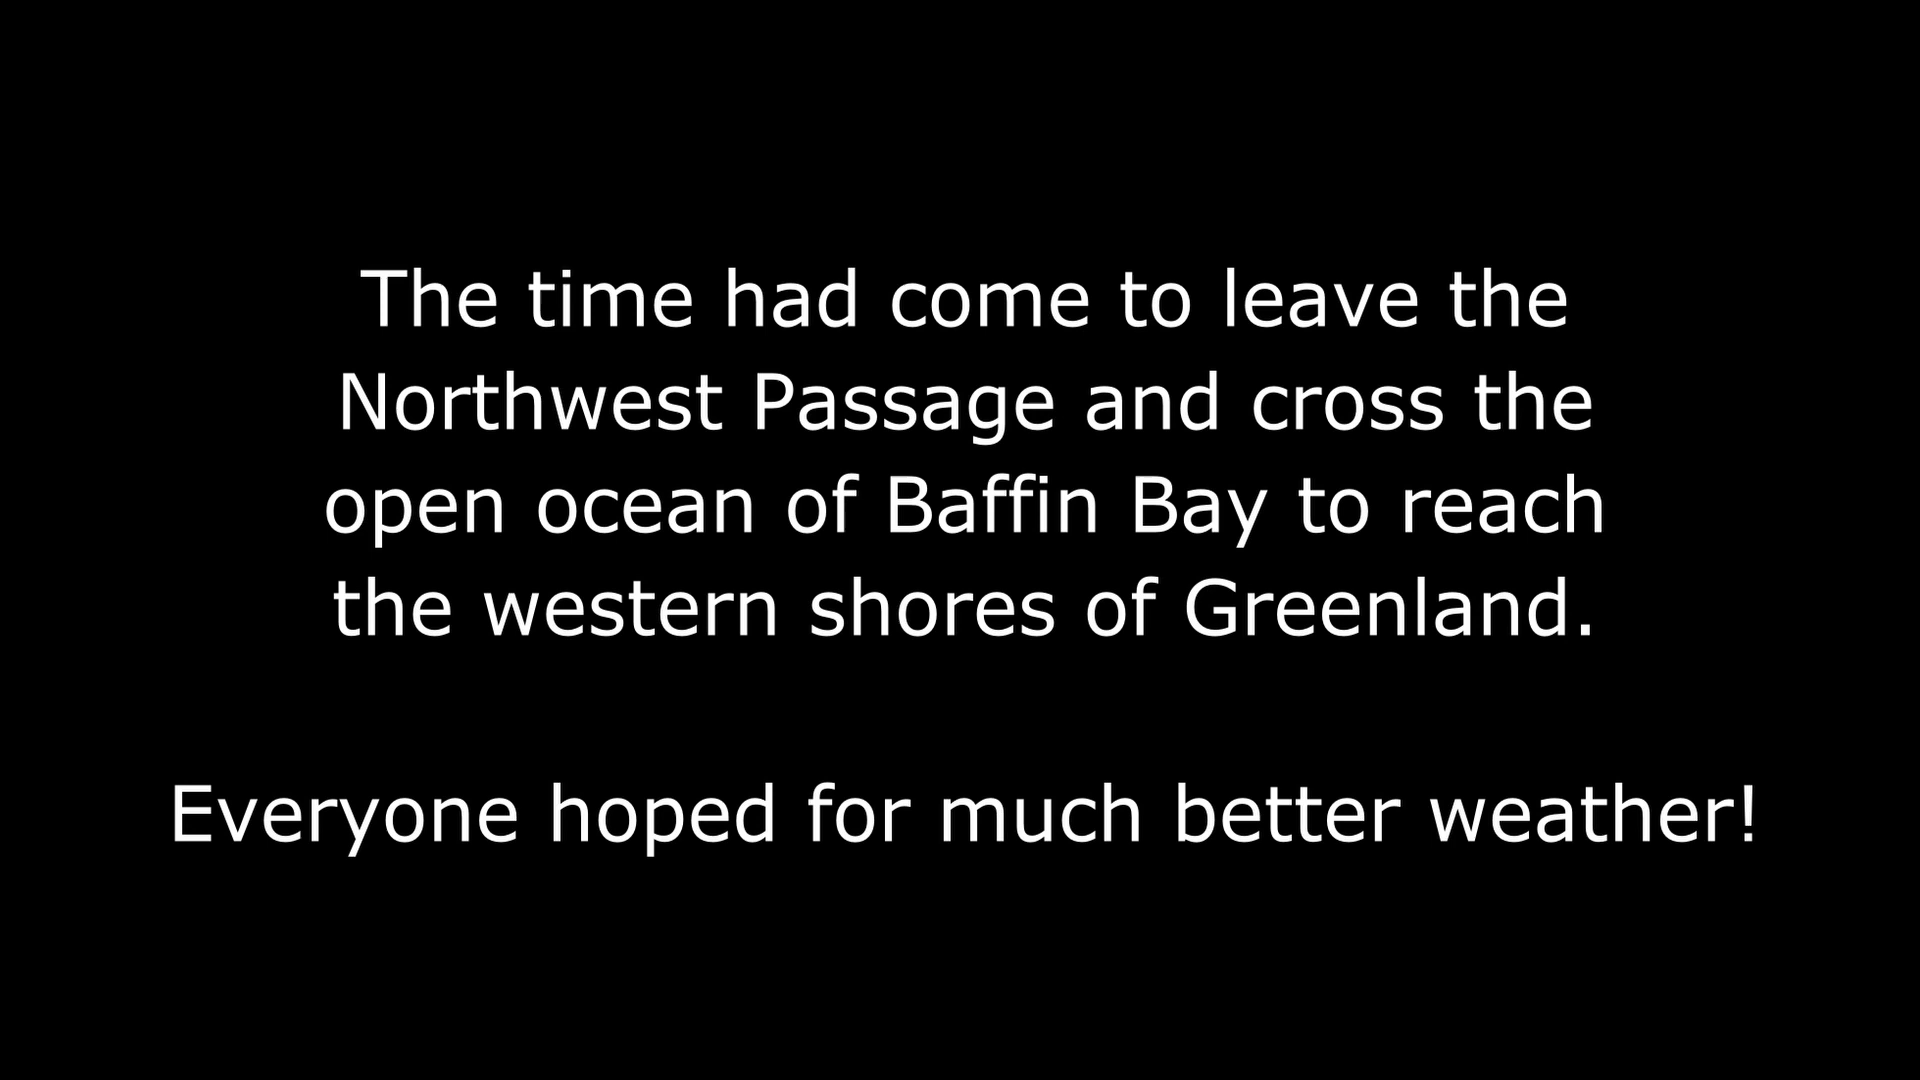 The time had come to leave the
Northwest Passage and cross the
open ocean of Baffin Bay to reach
the western shores of Greenland.
Everyone hoped for much better weather!